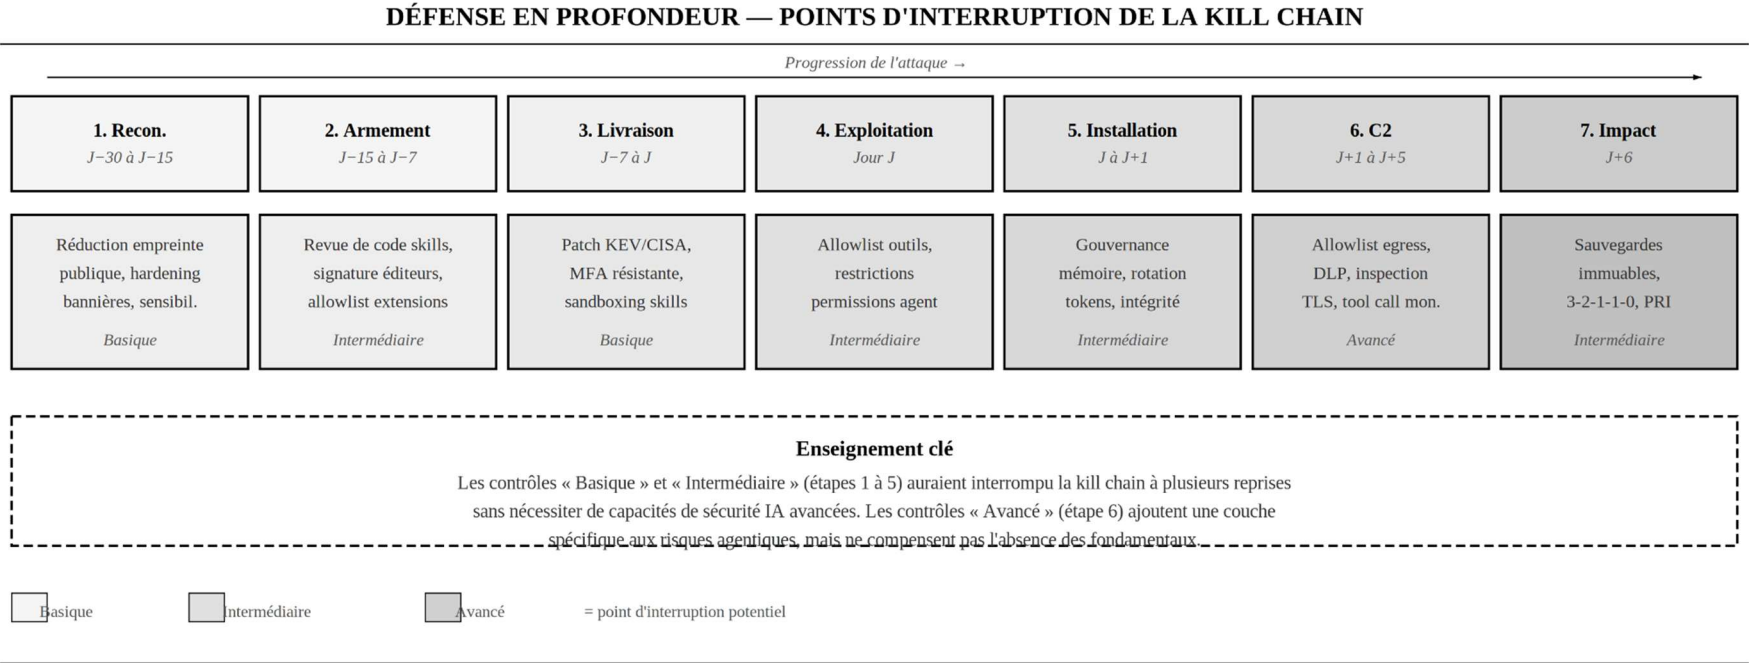 DÉFENSE EN PROFONDEUR — POINTS D'INTERRUPTION DE LA KILL CHAIN
Progression de l'attaque →
1. Recon.
J−30 à J−15
2. Armement
J−15 à J−7
3. Livraison
J−7 à J
4. Exploitation
Jour J
5. Installation
J à J+1
6. C2
J+1 à J+5
7. Impact
J+6
Réduction empreinte
publique, hardening
bannières, sensibil.
Basique
Revue de code skills,
signature éditeurs,
allowlist extensions
Intermédiaire
Patch KEV/CISA,
MFA résistante,
sandboxing skills
Basique
Allowlist outils,
restrictions
permissions agent
Intermédiaire
Gouvernance
mémoire, rotation
tokens, intégrité
Intermédiaire
Allowlist egress,
DLP, inspection
TLS, tool call mon.
Avancé
Sauvegardes
immuables,
3-2-1-1-0, PRI
Intermédiaire
Enseignement clé
Les contrôles « Basique » et « Intermédiaire » (étapes 1 à 5) auraient interrompu la kill chain à plusieurs reprises
sans nécessiter de capacités de sécurité IA avancées. Les contrôles « Avancé » (étape 6) ajoutent une couche
spécifique aux risques agentiques, mais ne compensent pas l'absence des fondamentaux.
Basique
Intermédiaire
Avancé
= point d'interruption potentiel